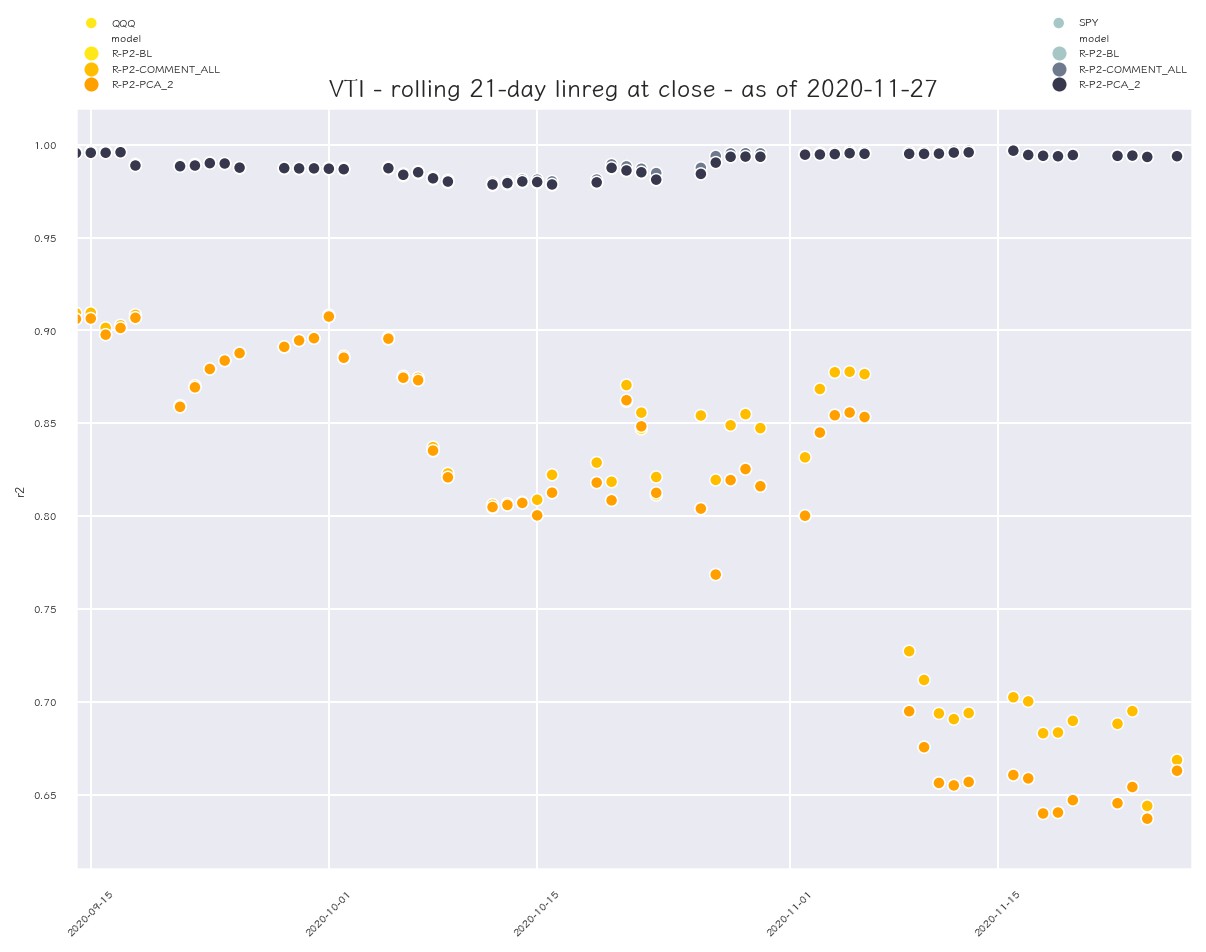 QQQ
model
R-P2-BL
R-P2-COMMENT_ALL
R-P2-PCA_2
SPY
model
R-P2-BL
R-P2-COMMENT_ALL
R-P2-PCA_2
VTI - rolling 21-day linreg at close - as of 2020-11-27
1.00
0.95
0.90
0.85
0.80
0.75
0.70
0.65
r2
2020-09-15
2020-10-01
2020-10-15
2020-11-01
2020-11-15